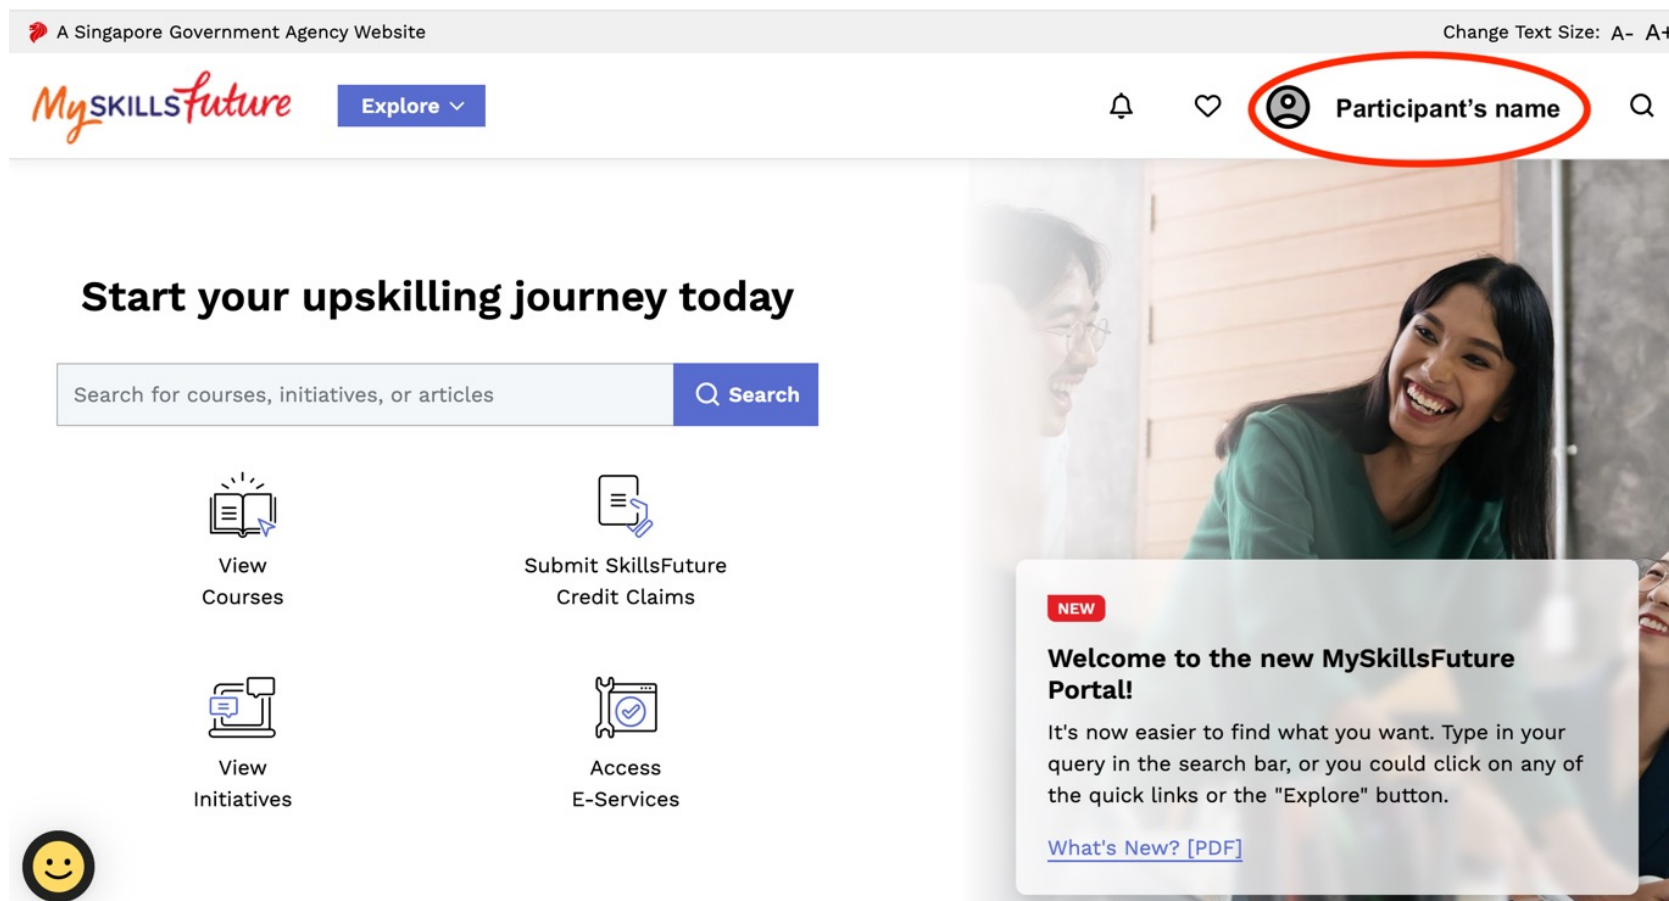 A Singapore Government Agency Website
Change Text Size: A- A+
MySKILLSfuture
Explore
Participant's name
Start your upskilling journey today
Search for courses, initiatives, or articles
Search
View
Courses
Submit SkillsFuture
Credit Claims
View
Initiatives
Access
E-Services
NEW
Welcome to the new MySkillsFuture
Portal!
It's now easier to find what you want. Type in your
query in the search bar, or you could click on any of
the quick links or the "Explore" button.
What's New? [PDF]